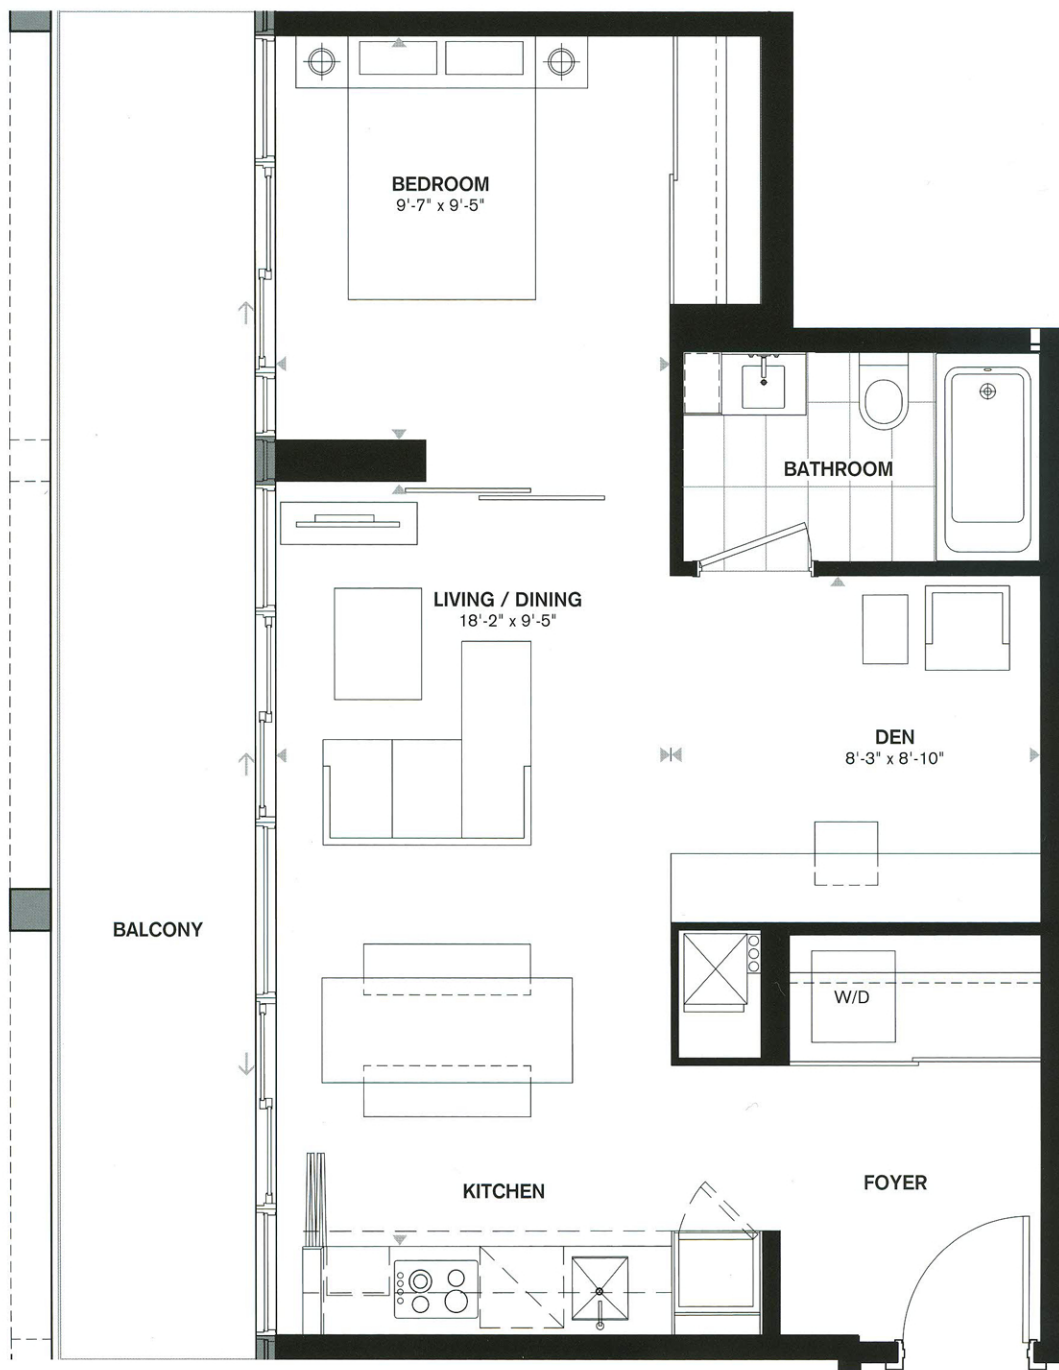 BEDROOM
9'-7" x 9'-5"
BATHROOM
LIVING / DINING
18'-2" x 9'-5"
DEN
8'-3" x 8'-10"
BALCONY
W/D
KITCHEN
FOYER